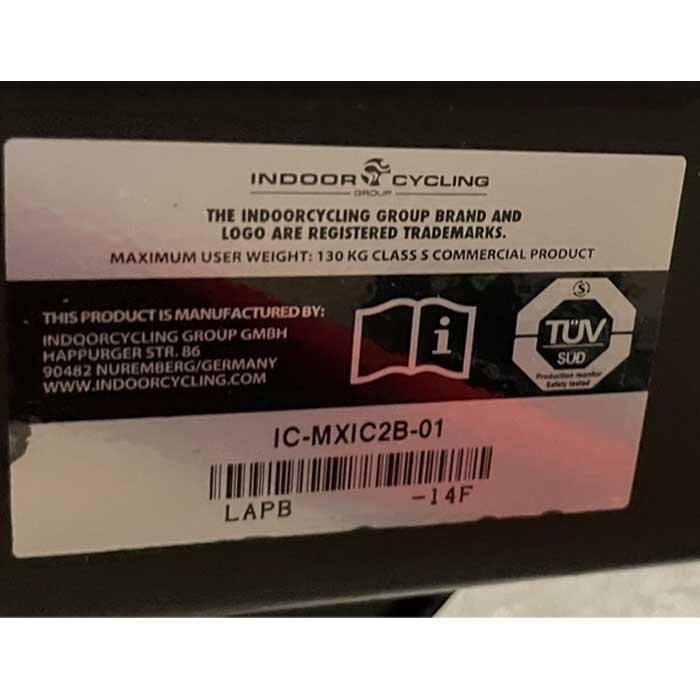 INDOOR CYCLING
GROUP
THE INDOORCYCLING GROUP BRAND AND
LOGO ARE REGISTERED TRADEMARKS.
MAXIMUM USER WEIGHT: 130 KG CLASS S COMMERCIAL PRODUCT
THIS PRODUCT IS MANUFACTURED BY:
INDOORCYCLING GROUP GMBH
HAPPURGER STR. 86
90482 NUREMBERG/GERMANY
WWW.INDOORCYCLING.COM
i
S
TÜV
SÜD
Production monitor
Safety tested
IC-MXIC2B-01
LAPB -14F